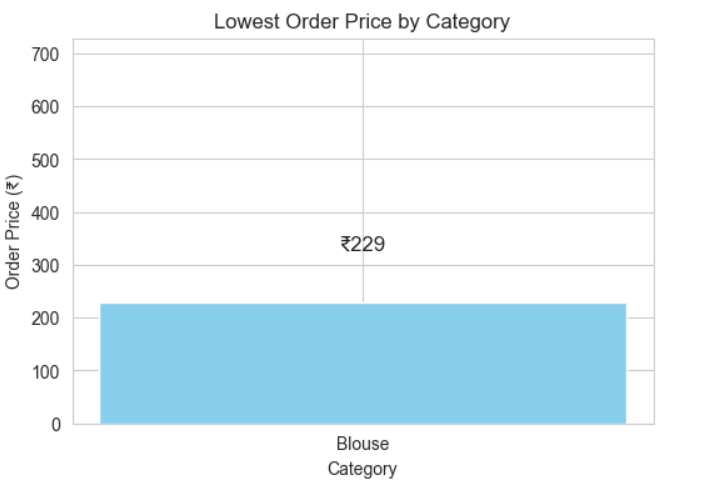 Lowest Order Price by Category
Order Price (₹)
700
600
500
400
300
200
100
0
₹229
Blouse
Category